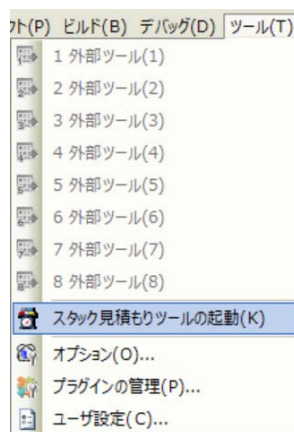 ト(P) ビルド(B) デバッグ(D) ツール(T)
1 外部ツール(1)
2 外部ツール(2)
3 外部ツール(3)
4 外部ツール(4)
5 外部ツール(5)
6 外部ツール(6)
7 外部ツール(7)
8 外部ツール(8)
スタック見積もりツールの起動(K)
オプション(O)...
プラグインの管理(P)...
ユーザ設定(C)...